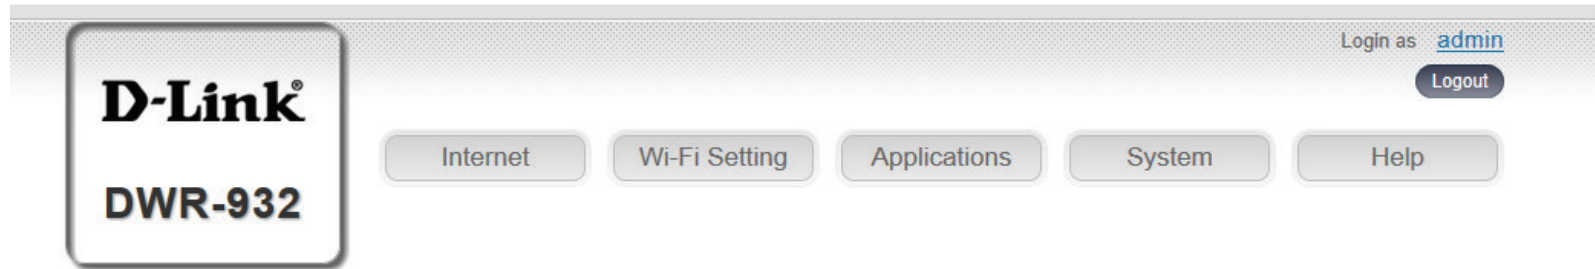 Login as admin
Logout
D-Link®
DWR-932
Internet Wi-Fi Setting Applications System Help